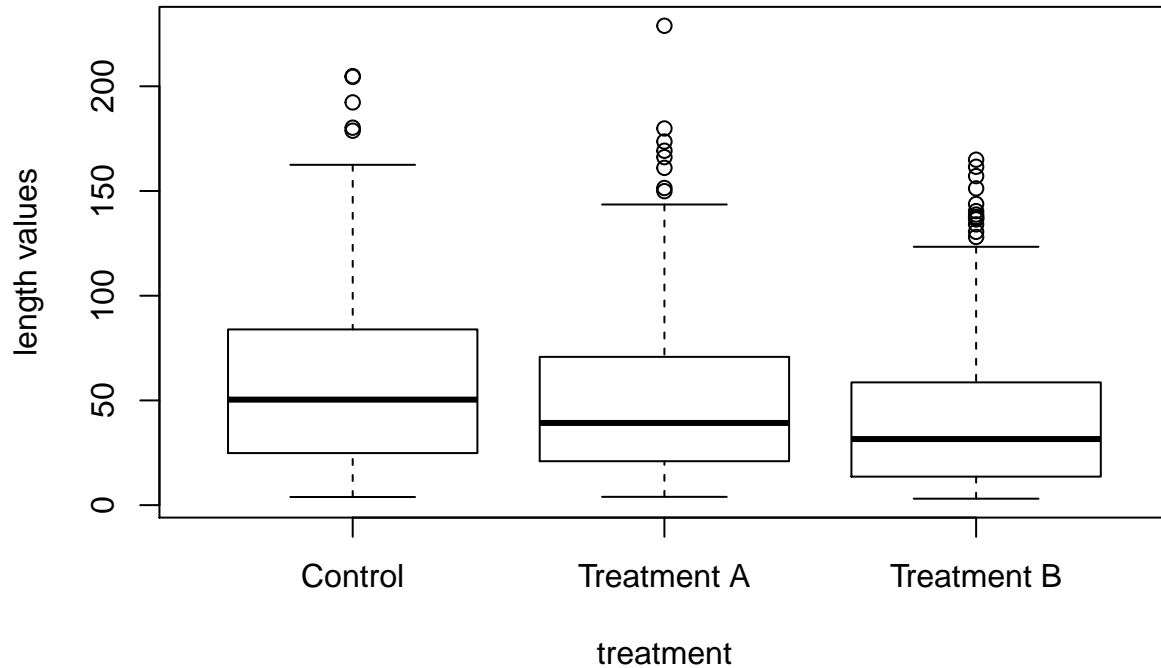 200
150
100
50
0
length values
Control
Treatment A
Treatment B
treatment